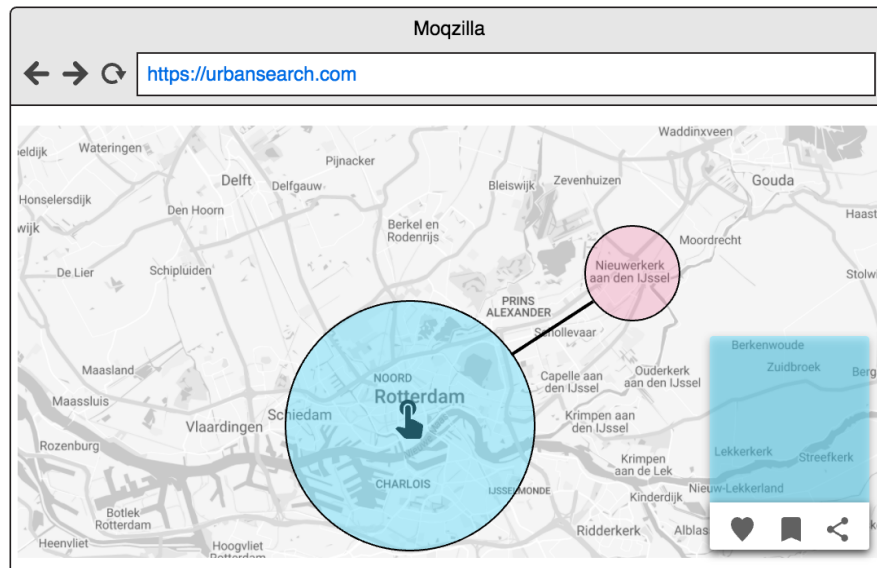 Moqzilla
https://urbansearch.com
Waddinxveen
Wateringen
eldijk
Pijnacker
Delft
Delfgauw
Bleiswijk
Zevenhuizen
Gouda
Honselersdijk
Den Hoorn
wijk
Berkel en
Rodenrijs
Haast
Moordrecht
De Lier
Schipluiden
Nieuwerkerk
aan den IJssel
Stolwi
PRINS
ALEXANDER
Schollevaar
Berkenwoude
Maasland
NOORD
Rotterdam
Capelle aan
den IJssel
Ouderkerk
aan den IJssel
Zuidbroek
Berg
Maassluis
Schiedam
Vlaardingen
Krimpen aan
den IJssel
Rozenburg
Krimpen
aan de Lek
Lekkerkerk
Streefkerk
CHARLOIS
IJSSELMONDE
Kinderdijk
Nieuw-Lekkerland
Botlek
Rotterdam
Ridderkerk
Alblas
Heenvliet
Hoogvliet
Rotterdam